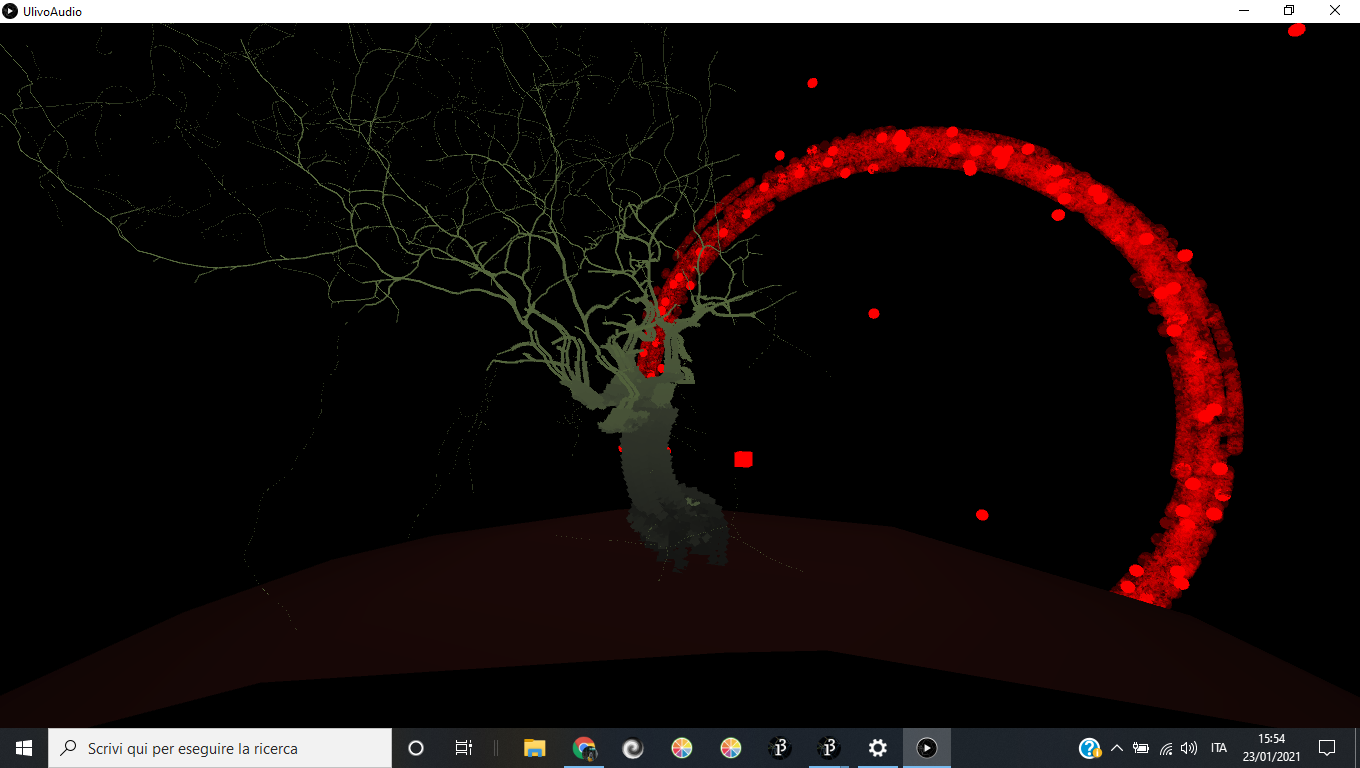 UlivoAudio
Scrivi qui per eseguire la ricerca
ITA
15:54
23/01/2021